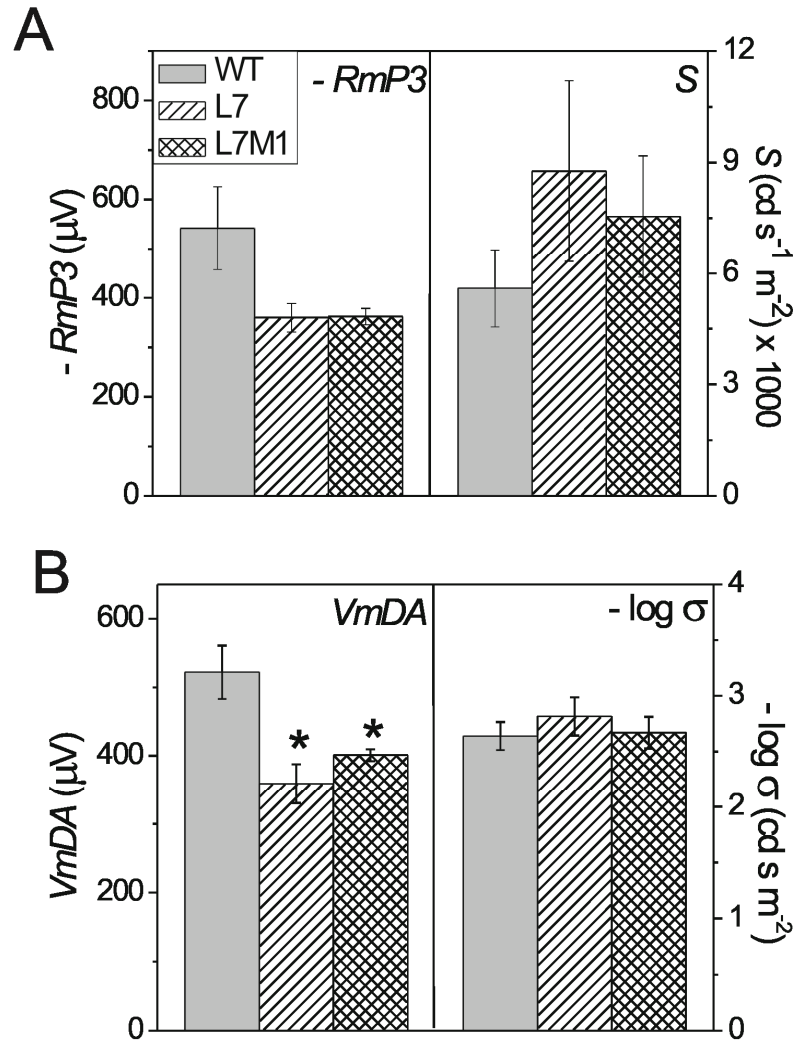 A
WT
L7
L7M1
- RmP3
S
800
600
400
200
0
- RmP3 (μV)
12
9
6
3
0
S (cd s⁻¹ m⁻²) x 1000
B
VmDA
- log σ
600
400
200
0
VmDA (μV)
* *
4
3
2
1
0
- log σ (cd s m⁻²)